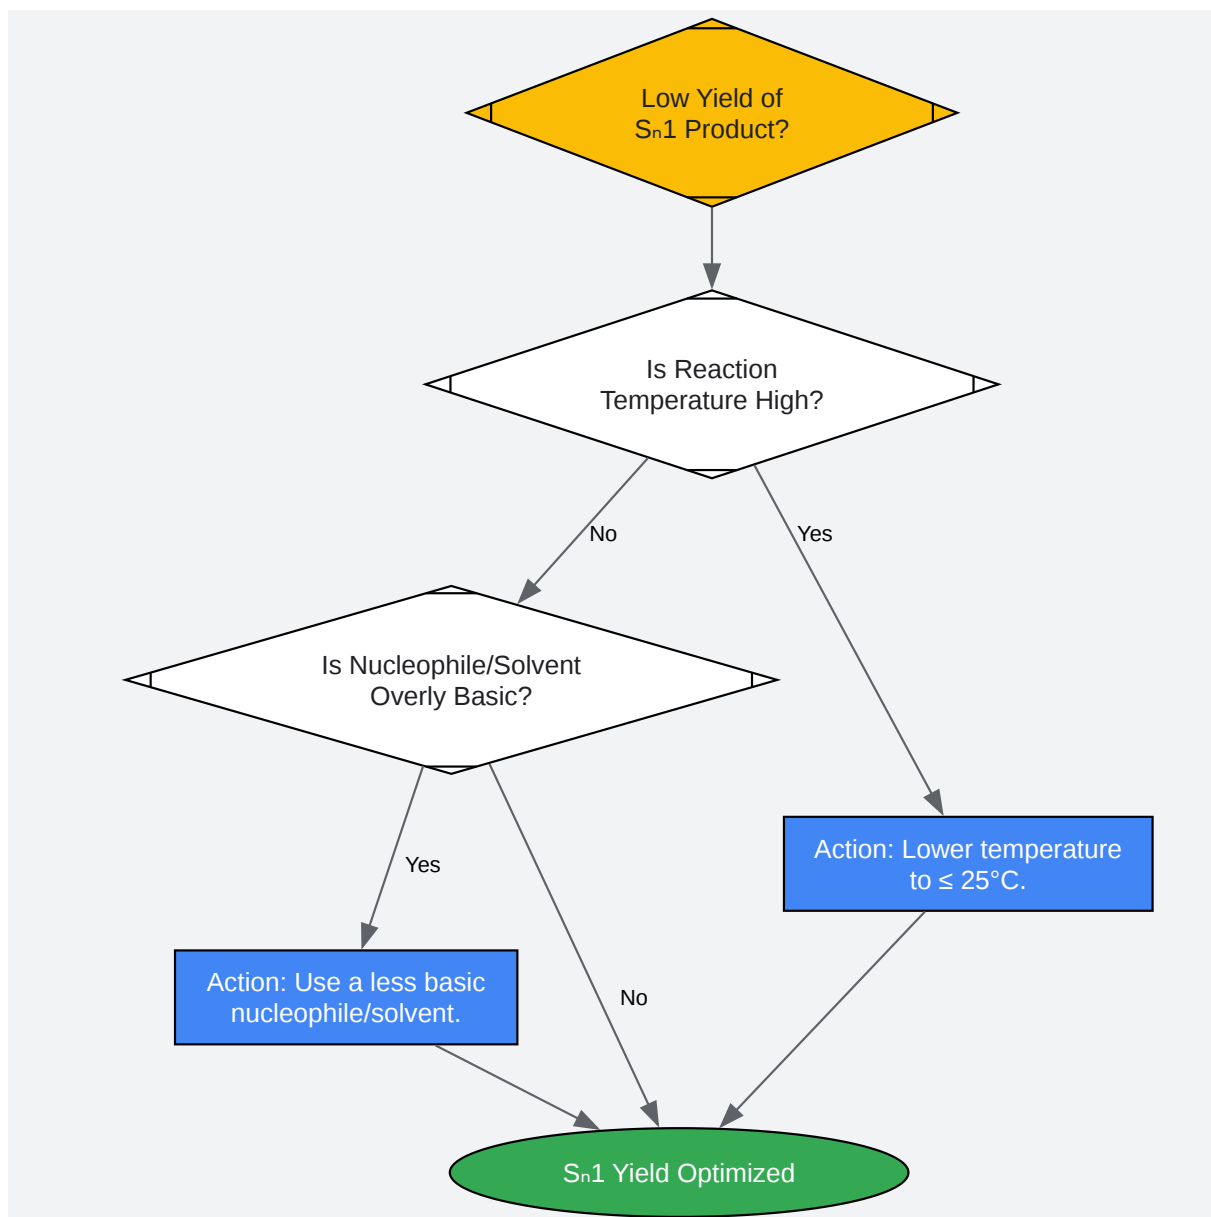 Low Yield of
Sₙ1 Product?
Is Reaction
Temperature High?
No
Yes
Is Nucleophile/Solvent
Overly Basic?
Action: Lower temperature
to ≤ 25°C.
Yes
Action: Use a less basic
nucleophile/solvent.
No
Sₙ1 Yield Optimized